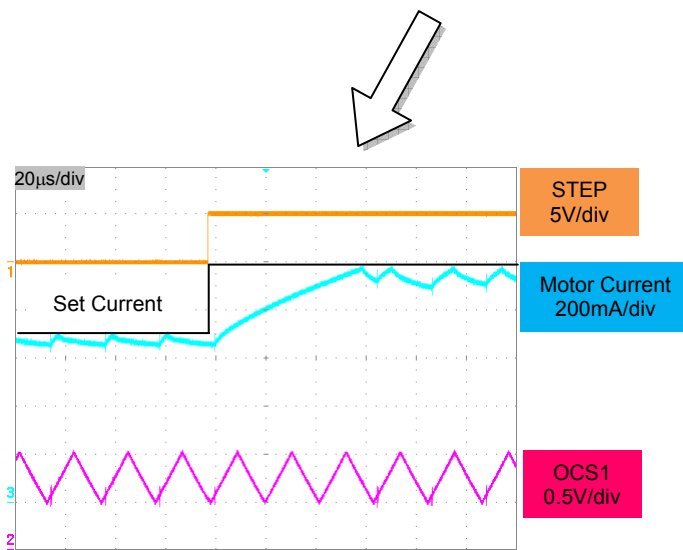 20μs/div
STEP
5V/div
1
Set Current
Motor Current
200mA/div
3
OCS1
0.5V/div
2